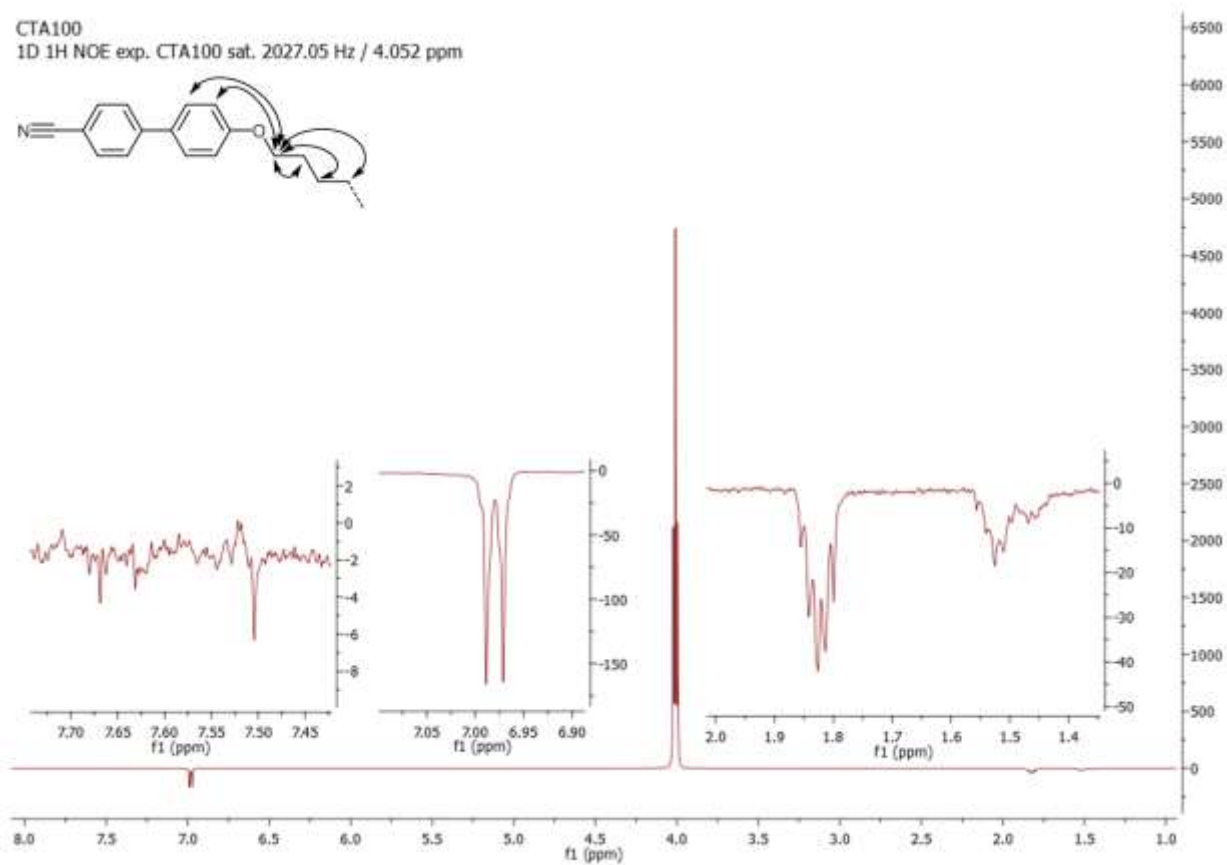 CTA100
1D 1H NOE exp. CTA100 sat. 2027.05 Hz / 4.052 ppm
N
O
6500
6000
5500
5000
4500
4000
3500
3000
2500
2000
1500
1000
500
0
2
0
-2
-4
-6
-8
7.70 7.65 7.60 7.55 7.50 7.45
f1 (ppm)
0
-50
-100
-150
7.05 7.00 6.95 6.90
f1 (ppm)
0
-10
-20
-30
-40
-50
2.0 1.9 1.8 1.7 1.6 1.5 1.4
f1 (ppm)
8.0 7.5 7.0 6.5 6.0 5.5 5.0 4.5 4.0 3.5 3.0 2.5 2.0 1.5 1.0
f1 (ppm)